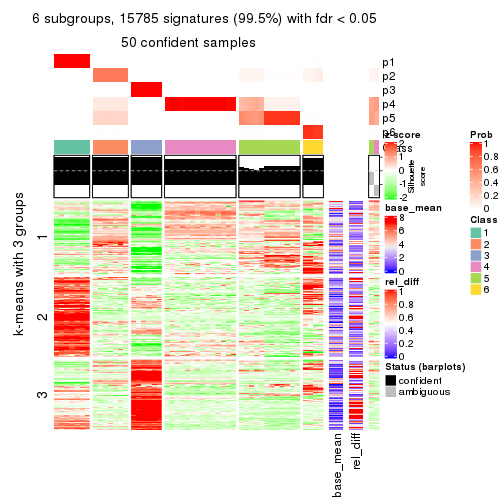 6 subgroups, 15785 signatures (99.5%) with fdr < 0.05
50 confident samples
p1
p2
p3
p4
p5
Class
z-score
2
1
0
-1
-2
Silhouette
score
Prob
1
0.8
0.6
0.4
0.2
0
base_mean
8
6
4
2
0
Class
1
2
3
4
5
6
rel_diff
1
0.8
0.6
0.4
0.2
0
Status (barplots)
confident
ambiguous
k-means with 3 groups
1
2
3
base_mean
rel_diff